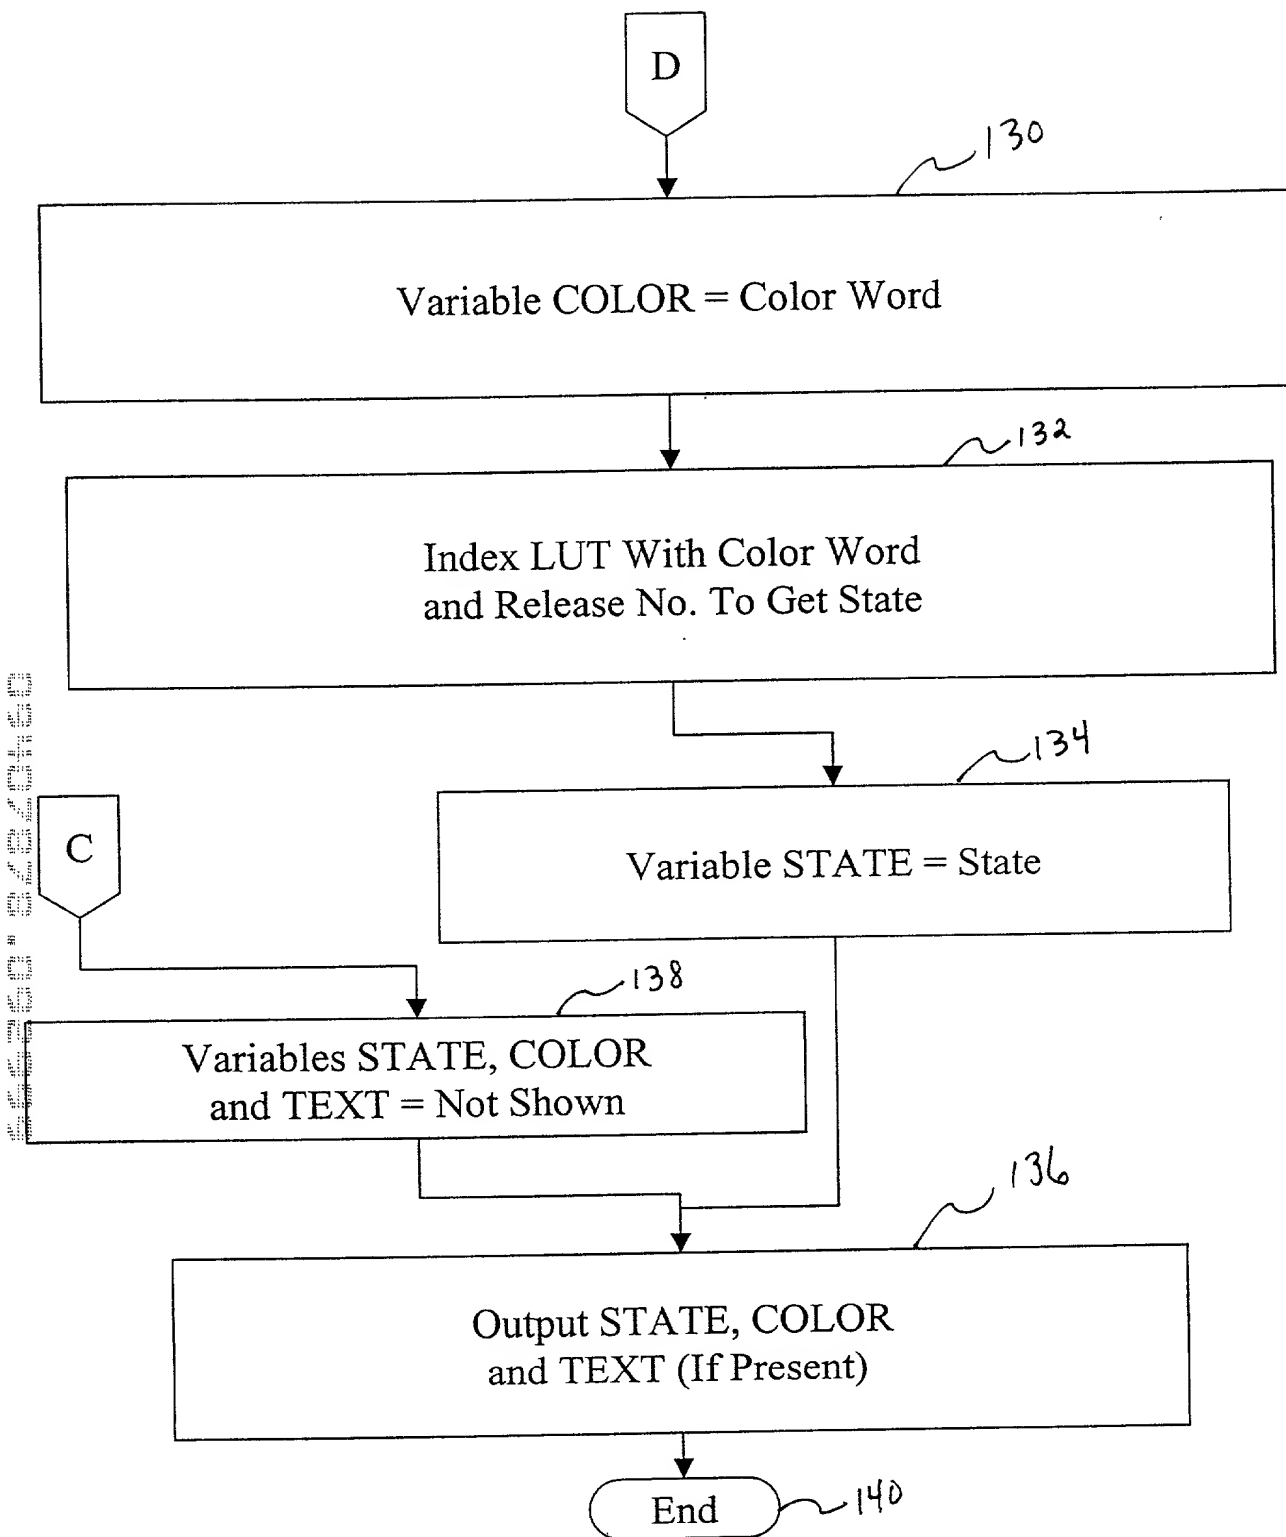 D
130
Variable COLOR = Color Word
132
Index LUT With Color Word
and Release No. To Get State
134
C
Variable STATE = State
138
Variables STATE, COLOR
and TEXT = Not Shown
136
Output STATE, COLOR
and TEXT (If Present)
End
140